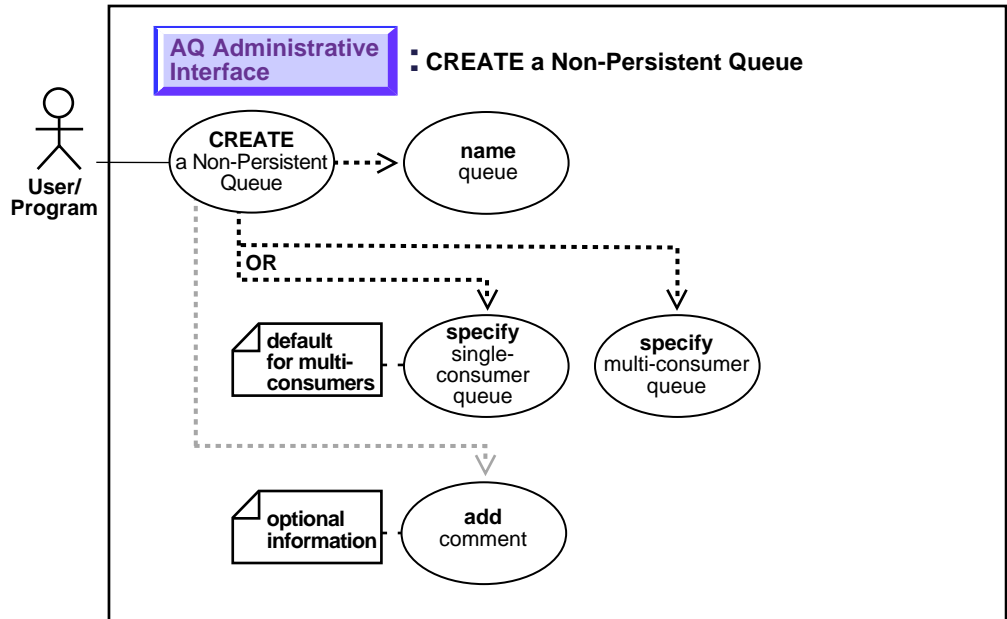 AQ Administrative
Interface
: CREATE a Non-Persistent Queue
User/
Program
CREATE
a Non-Persistent
Queue
name
queue
OR
default
for multi-
consumers
specify
single-
consumer
queue
specify
multi-consumer
queue
optional
information
add
comment